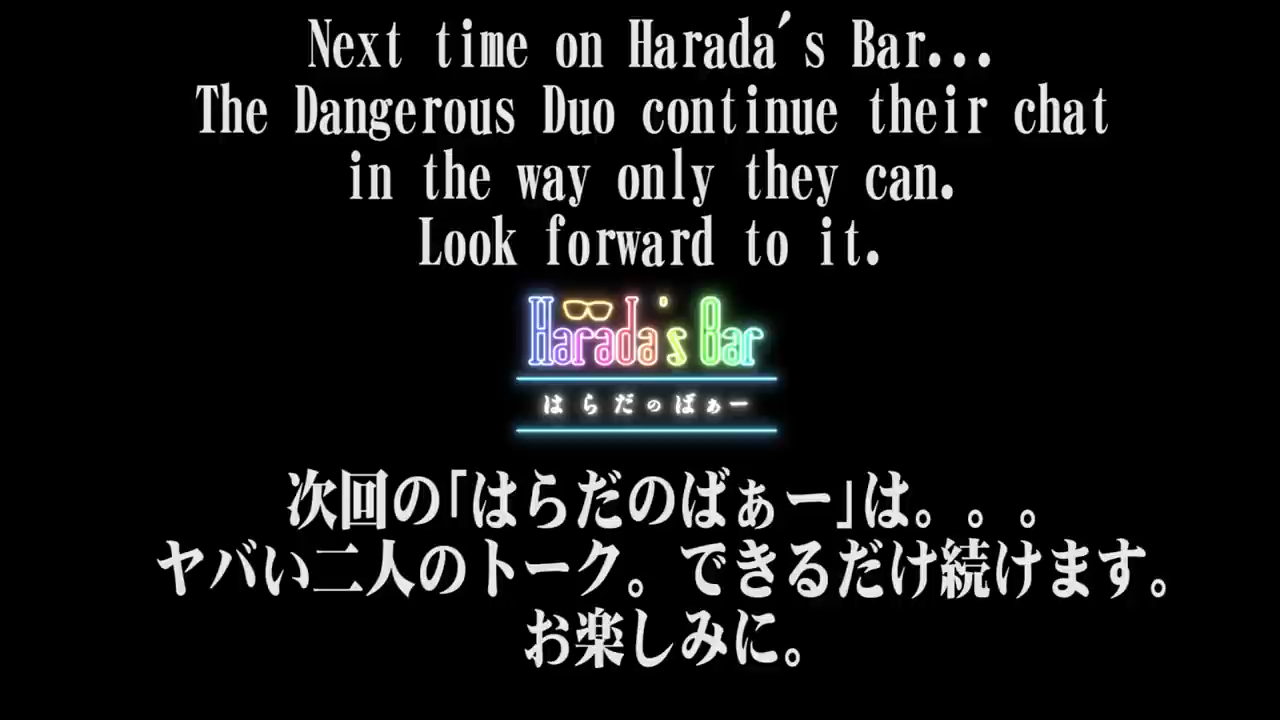 Next time on Harada's Bar...
The Dangerous Duo continue their chat
in the way only they can.
Look forward to it.
Harada's Bar
はらだのばぁー
次回の「はらだのばぁー」は。。。
ヤバい二人のトーク。できるだけ続けます。
お楽しみに。